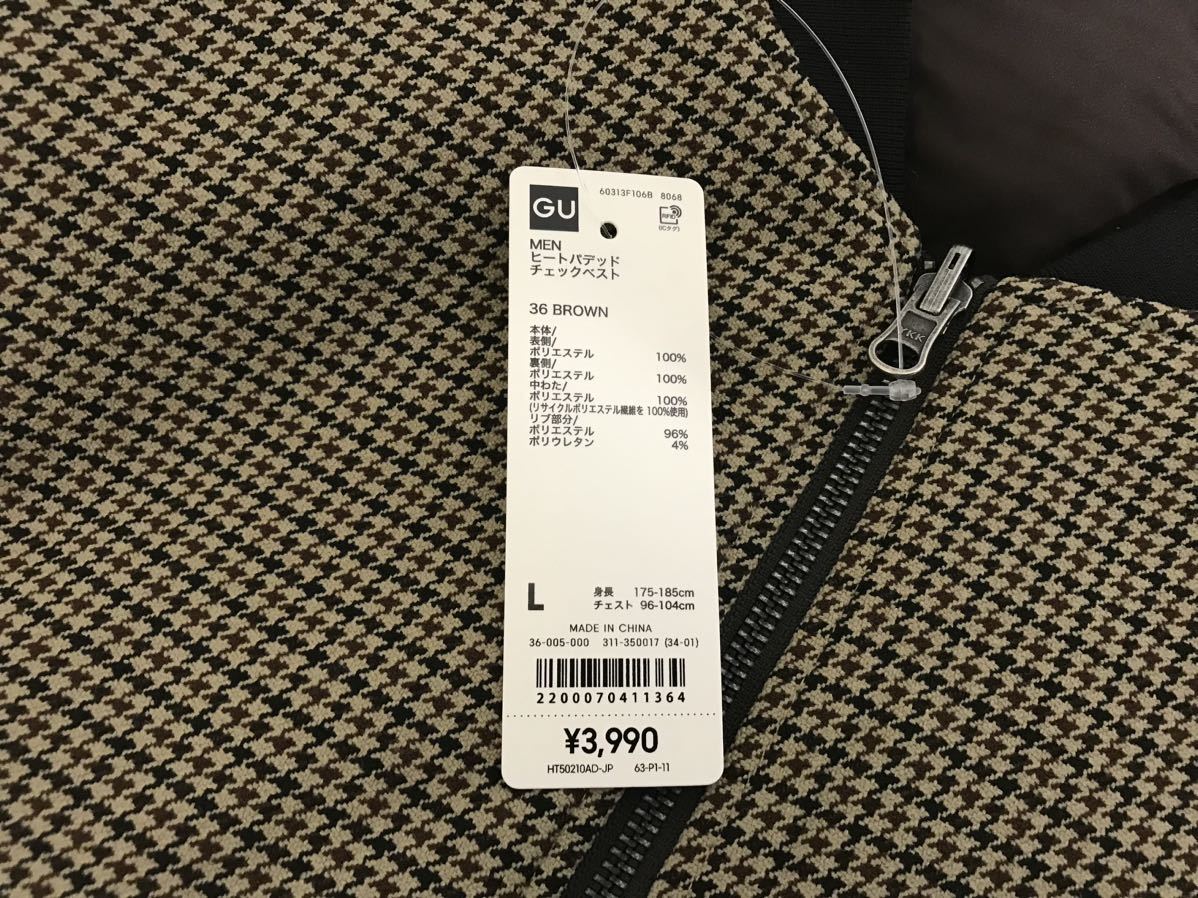 60313F106B 8068
GU
RFID
(ICタグ)
MEN
ヒートパデッド
チェックベスト
36 BROWN
本体/
表側/
ポリエステル 100%
裏側/
ポリエステル 100%
中わた/
ポリエステル 100%
(リサイクルポリエステル繊維を 100%使用)
リブ部分/
ポリエステル 96%
ポリウレタン 4%
L
身長 175-185cm
チェスト 96-104cm
MADE IN CHINA
36-005-000 311-350017 (34-01)
2200070411364
¥3,990
HT50210AD-JP 63-P1-11
YKK